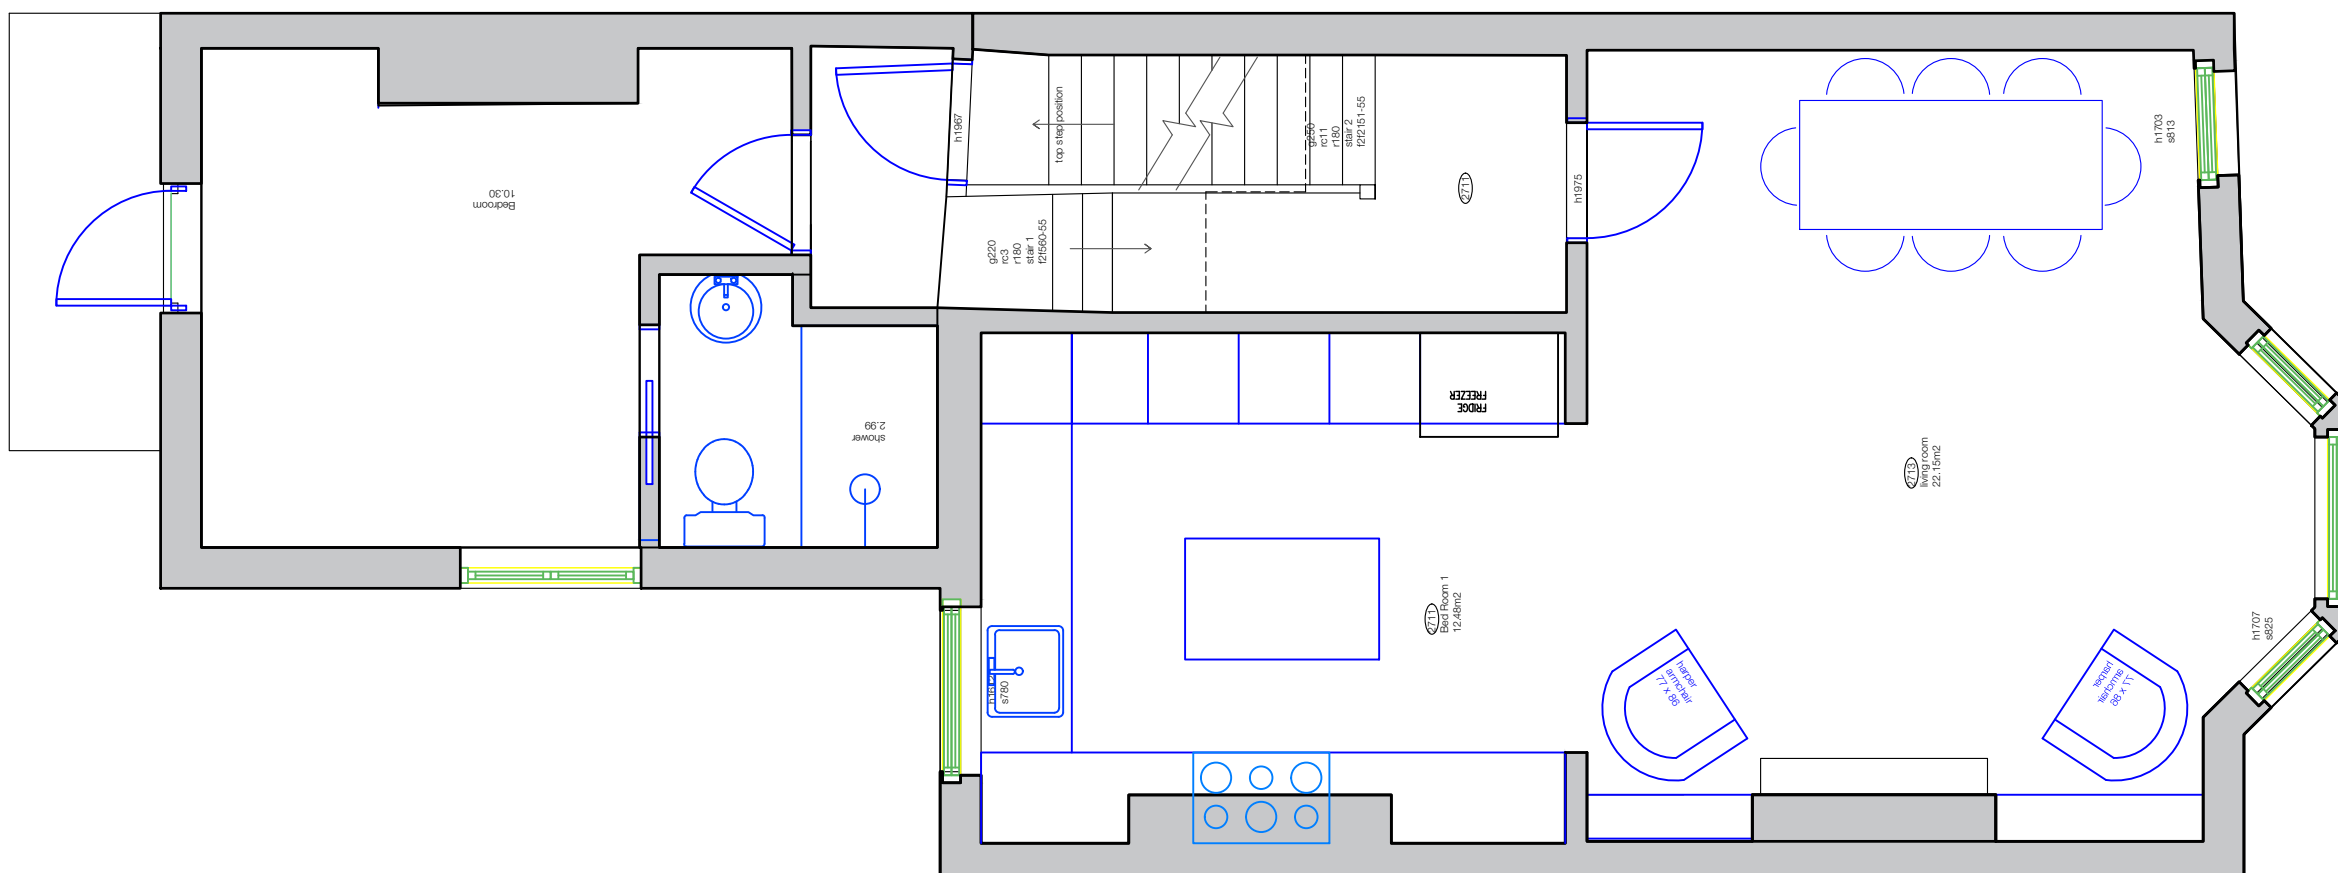 Bedroom
10.30
shower
2.99
h1967
top step position
g220
rc3
r180
stair 1
f2f560-55
g250
rc11
r180
stair 2
f2f2151-55
2711
h1975
FRIDGE
FREEZER
h1703
s813
2713
living room
22.15m2
2711
Bed Room 1
12.48m2
s780
harper
armchair
77 x 86
harper
armchair
77 x 86
h1707
s825